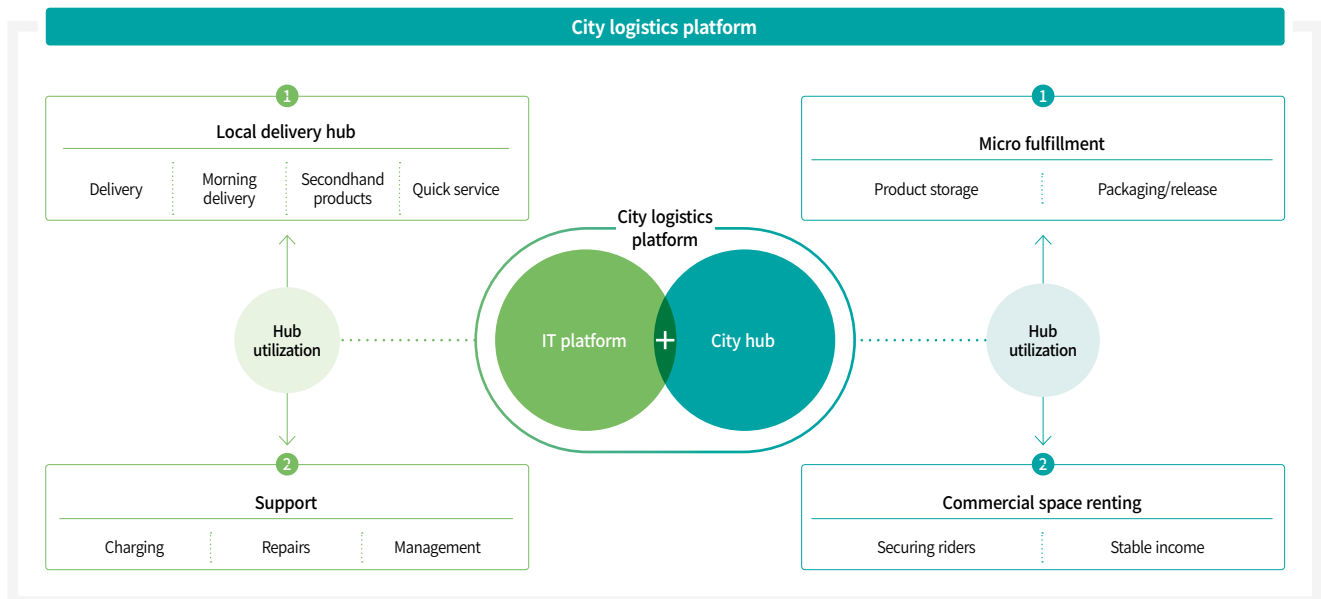 City logistics platform
1
Local delivery hub
Delivery
Morning
delivery
Secondhand
products
Quick service
1
Micro fulfillment
Product storage
Packaging/release
City logistics
platform
Hub
utilization
IT platform
+
City hub
Hub
utilization
2
Support
Charging
Repairs
Management
2
Commercial space renting
Securing riders
Stable income